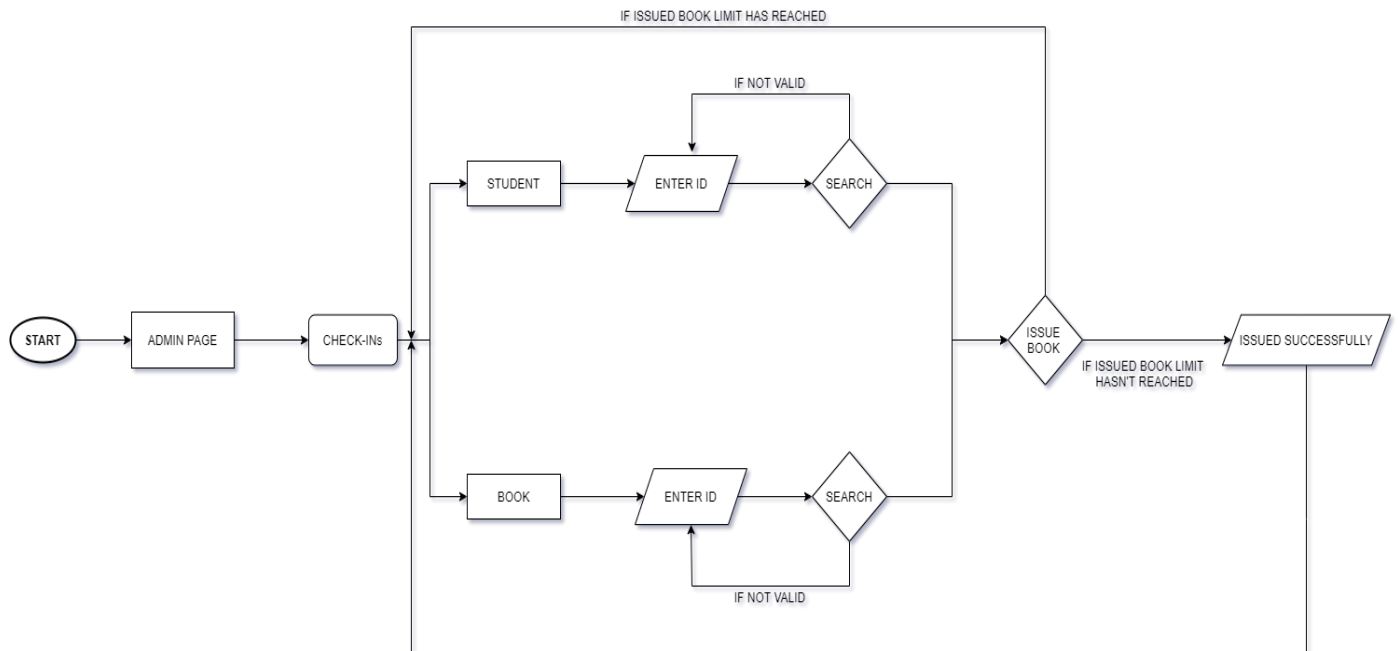 IF ISSUED BOOK LIMIT HAS REACHED
IF NOT VALID
STUDENT
ENTER ID
SEARCH
START
ADMIN PAGE
CHECK-INs
ISSUE
BOOK
ISSUED SUCCESSFULLY
IF ISSUED BOOK LIMIT
HASN'T REACHED
BOOK
ENTER ID
SEARCH
IF NOT VALID